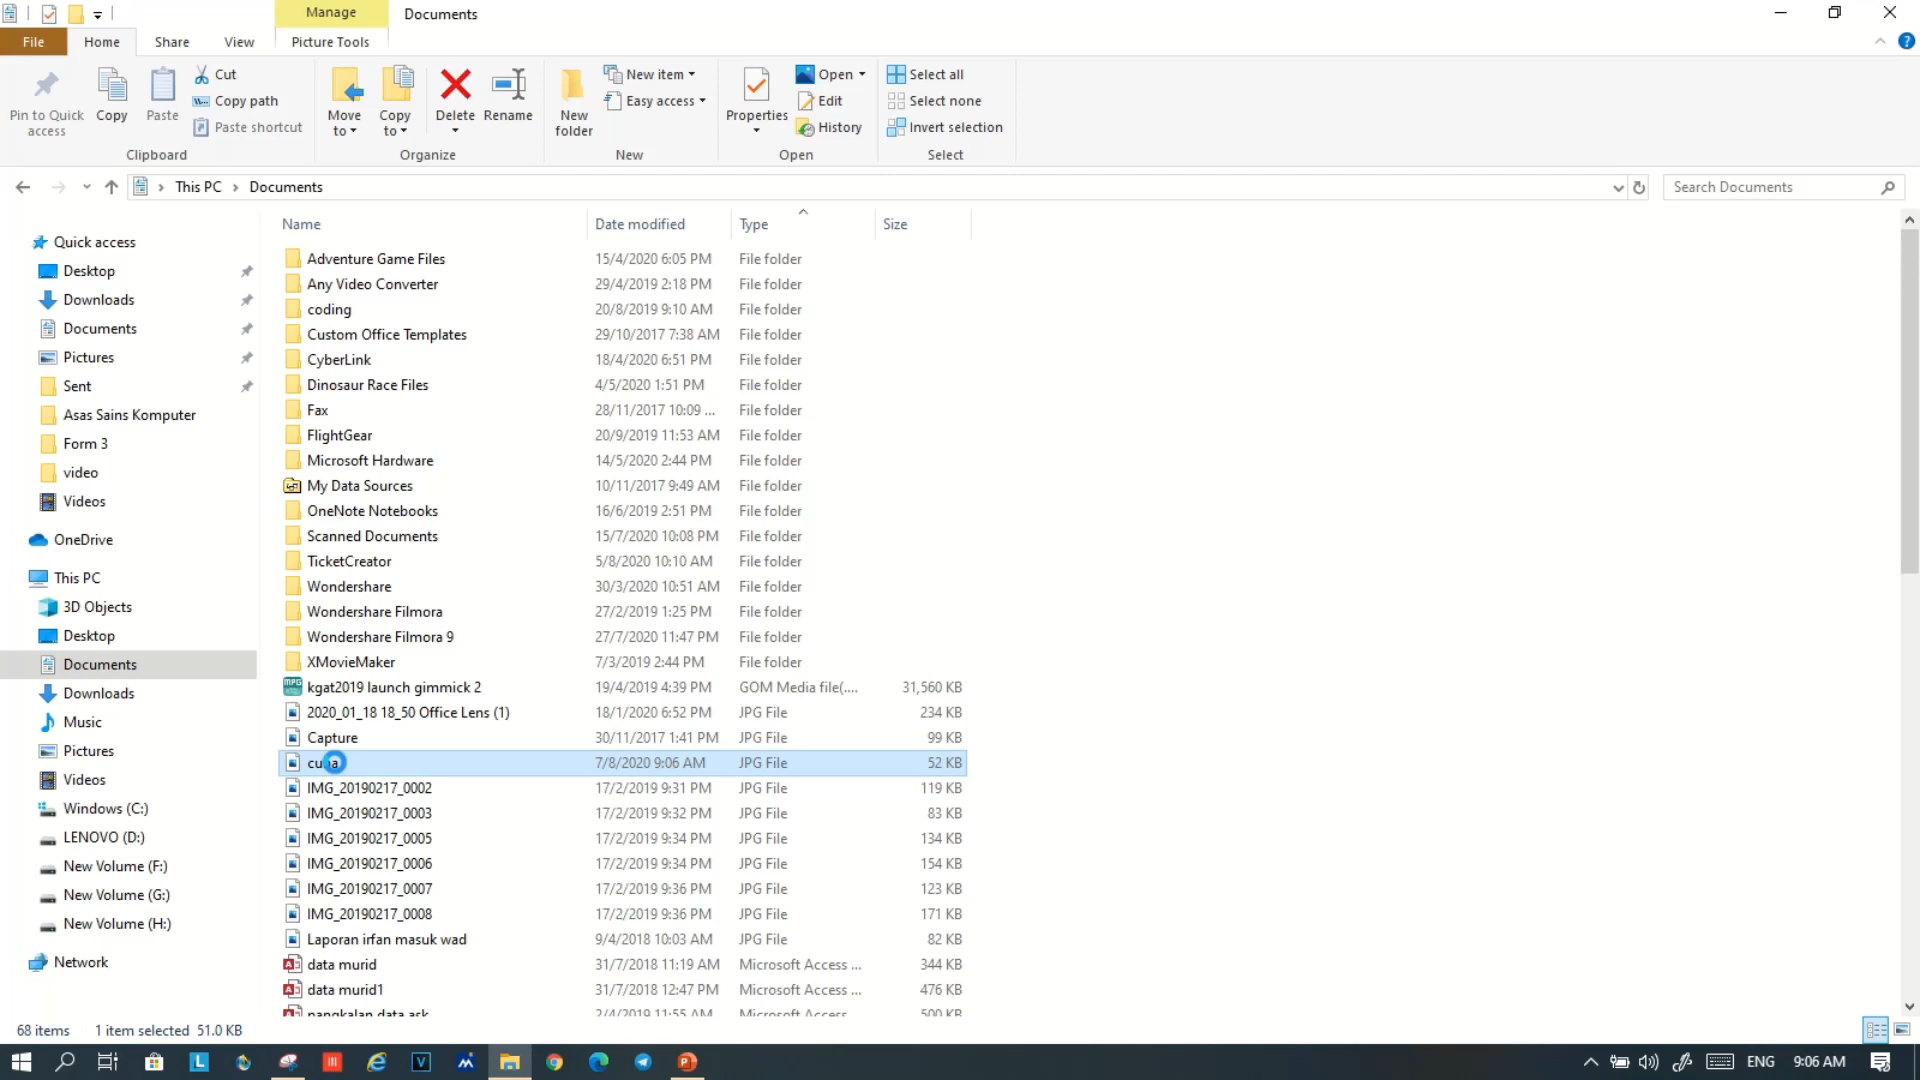 Manage
Documents
File
Home
Share
View
Picture Tools
Pin to Quick access
Copy
Paste
Cut
Copy path
Paste shortcut
Clipboard
Move to
Copy to
Delete
Rename
Organize
New folder
New item
Easy access
New
Properties
Open
Edit
History
Open
Select all
Select none
Invert selection
Select
This PC
Documents
Search Documents
Quick access
Desktop
Downloads
Documents
Pictures
Sent
Asas Sains Komputer
Form 3
video
Videos
OneDrive
This PC
3D Objects
Desktop
Documents
Downloads
Music
Pictures
Videos
Windows (C:)
LENOVO (D:)
New Volume (F:)
New Volume (G:)
New Volume (H:)
Network
Name Date modified Type Size
Adventure Game Files 15/4/2020 6:05 PM File folder
Any Video Converter 29/4/2019 2:18 PM File folder
coding 20/8/2019 9:10 AM File folder
Custom Office Templates 29/10/2017 7:38 AM File folder
CyberLink 18/4/2020 6:51 PM File folder
Dinosaur Race Files 4/5/2020 1:51 PM File folder
Fax 28/11/2017 10:09 ... File folder
FlightGear 20/9/2019 11:53 AM File folder
Microsoft Hardware 14/5/2020 2:44 PM File folder
My Data Sources 10/11/2017 9:49 AM File folder
OneNote Notebooks 16/6/2019 2:51 PM File folder
Scanned Documents 15/7/2020 10:08 PM File folder
TicketCreator 5/8/2020 10:10 AM File folder
Wondershare 30/3/2020 10:51 AM File folder
Wondershare Filmora 27/2/2019 1:25 PM File folder
Wondershare Filmora 9 27/7/2020 11:47 PM File folder
XMovieMaker 7/3/2019 2:44 PM File folder
kgat2019 launch gimmick 2 19/4/2019 4:39 PM GOM Media file(.... 31,560 KB
2020_01_18 18_50 Office Lens (1) 18/1/2020 6:52 PM JPG File 234 KB
Capture 30/11/2017 1:41 PM JPG File 99 KB
7/8/2020 9:06 AM JPG File 52 KB
IMG_20190217_0002 17/2/2019 9:31 PM JPG File 119 KB
IMG_20190217_0003 17/2/2019 9:32 PM JPG File 83 KB
IMG_20190217_0005 17/2/2019 9:34 PM JPG File 134 KB
IMG_20190217_0006 17/2/2019 9:34 PM JPG File 154 KB
IMG_20190217_0007 17/2/2019 9:36 PM JPG File 123 KB
IMG_20190217_0008 17/2/2019 9:36 PM JPG File 171 KB
Laporan irfan masuk wad 9/4/2018 10:03 AM JPG File 82 KB
data murid 31/7/2018 11:19 AM Microsoft Access ... 344 KB
data murid1 31/7/2018 12:47 PM Microsoft Access ... 476 KB
pangkalan data ask 2/4/2019 11:55 AM Microsoft Access ... 500 KB
68 items 1 item selected 51.0 KB
ENG 9:06 AM